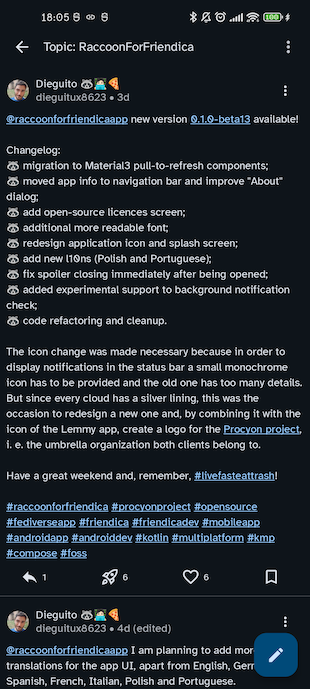 18:05
100
Topic: RaccoonForFriendica
Dieguito 🦝🧑🏻‍💻🍕
dieguitux8623 • 3d
@raccoonforfriendicaapp new version 0.1.0-beta13 available!
Changelog:
🦝 migration to Material3 pull-to-refresh components;
🦝 moved app info to navigation bar and improve "About"
dialog;
🦝 add open-source licences screen;
🦝 additional more readable font;
🦝 redesign application icon and splash screen;
🦝 add new l10ns (Polish and Portuguese);
🦝 fix spoiler closing immediately after being opened;
🦝 added experimental support to background notification
check;
🦝 code refactoring and cleanup.
The icon change was made necessary because in order to
display notifications in the status bar a small monochrome
icon has to be provided and the old one has too many details.
But since every cloud has a silver lining, this was the
occasion to redesign a new one and, by combining it with the
icon of the Lemmy app, create a logo for the Procyon project,
i. e. the umbrella organization both clients belong to.
Have a great weekend and, remember, #livefasteattrash!
#raccoonforfriendica #procyonproject #opensource
#fediverseapp #friendica #friendicadev #mobileapp
#androidapp #androiddev #kotlin #multiplatform #kmp
#compose #foss
1 6 6
Dieguito 🦝🧑🏻‍💻🍕
dieguitux8623 • 4d (edited)
@raccoonforfriendicaapp I am planning to add more
translations for the app UI, apart from English, Ger
Spanish, French, Italian, Polish and Portuguese.